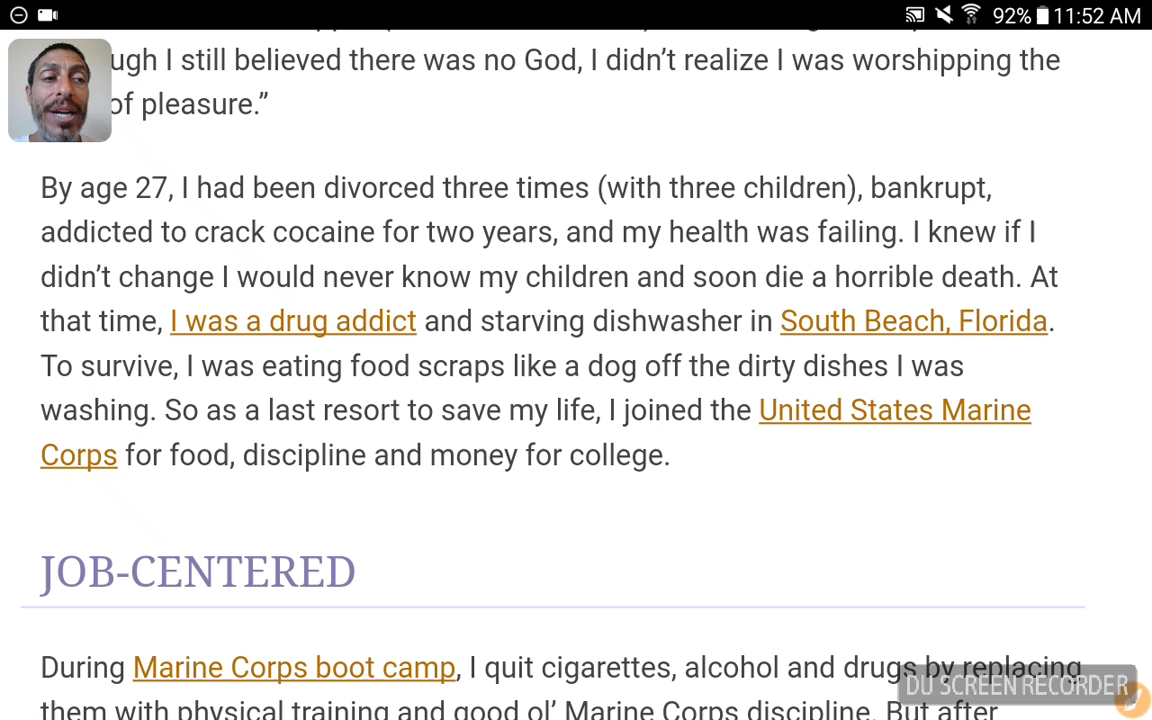 92% 11:52 AM
ugh I still believed there was no God, I didn’t realize I was worshipping the
of pleasure.”
By age 27, I had been divorced three times (with three children), bankrupt,
addicted to crack cocaine for two years, and my health was failing. I knew if I
didn’t change I would never know my children and soon die a horrible death. At
that time, I was a drug addict and starving dishwasher in South Beach, Florida.
To survive, I was eating food scraps like a dog off the dirty dishes I was
washing. So as a last resort to save my life, I joined the United States Marine
Corps for food, discipline and money for college.
JOB-CENTERED
During Marine Corps boot camp, I quit cigarettes, alcohol and drugs by replacing
DU SCREEN RECORDER
them with physical training and good ol’ Marine Corps discipline. But after